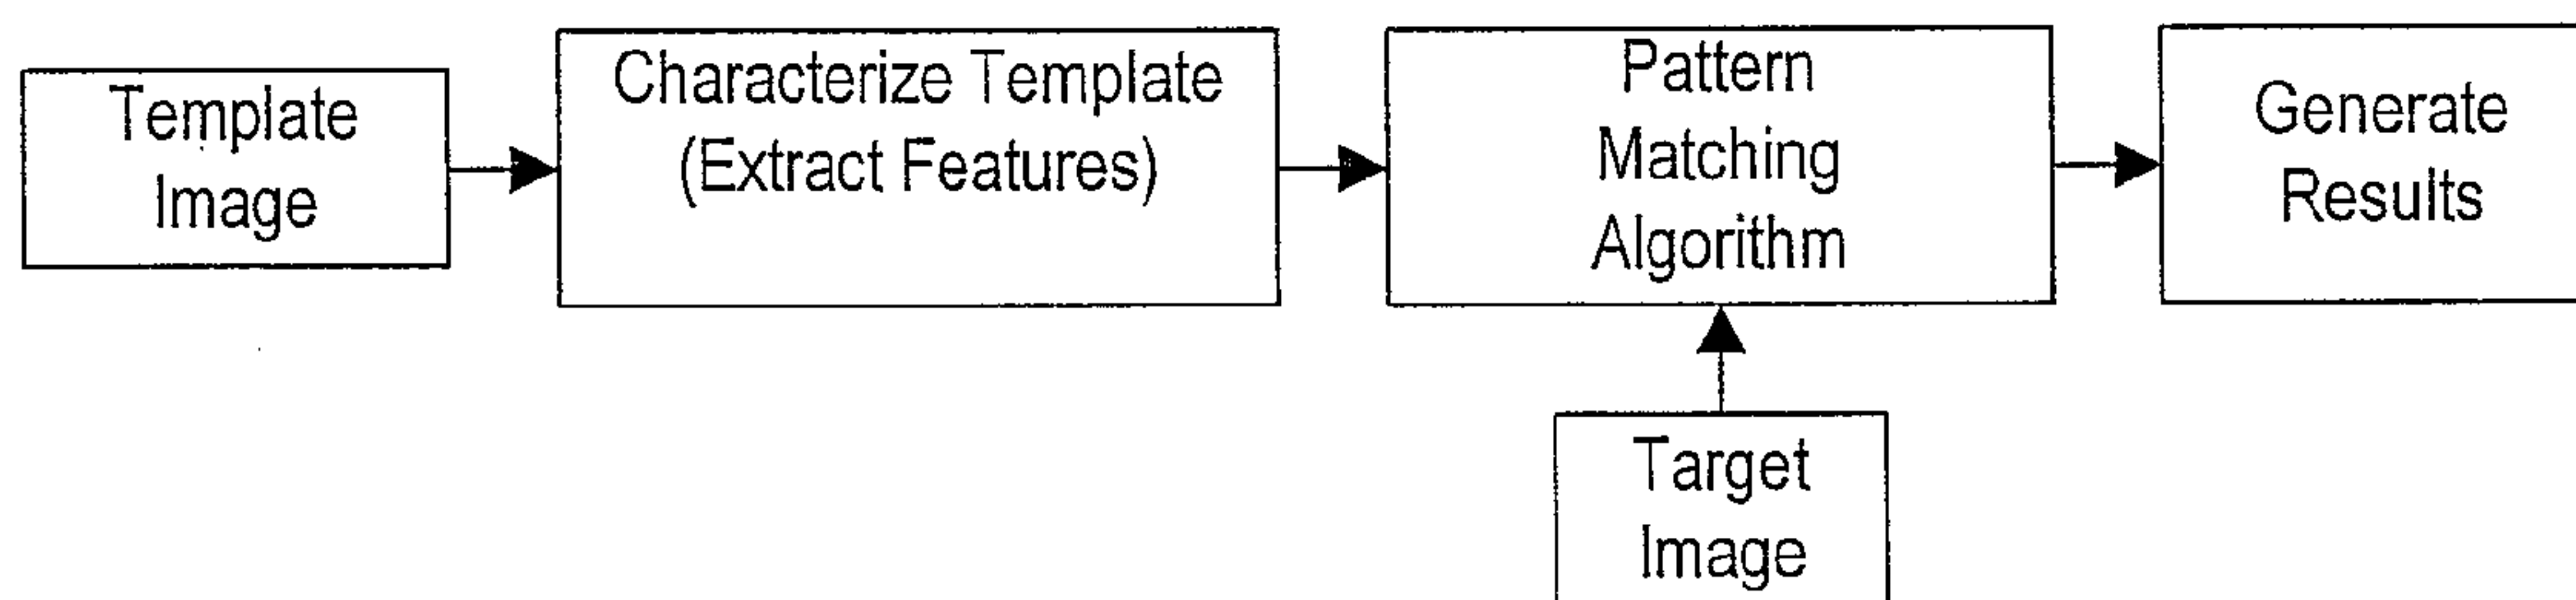 Template
Image
Characterize Template
(Extract Features)
Pattern
Matching
Algorithm
Generate
Results
Target
Image